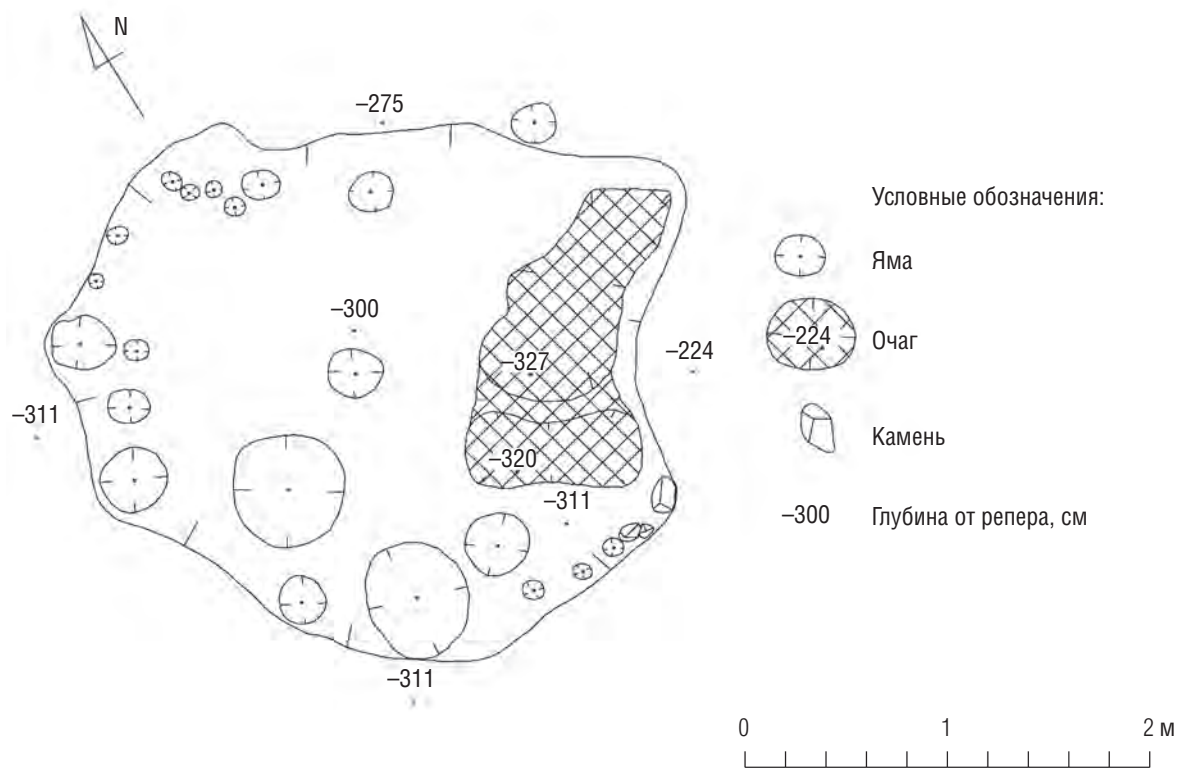 N
–275
–300
–224
–327
–311
–320
–311
–311
Условные обозначения:
Яма
–224
Очаг
Камень
–300
Глубина от репера, см
0 1 2 м